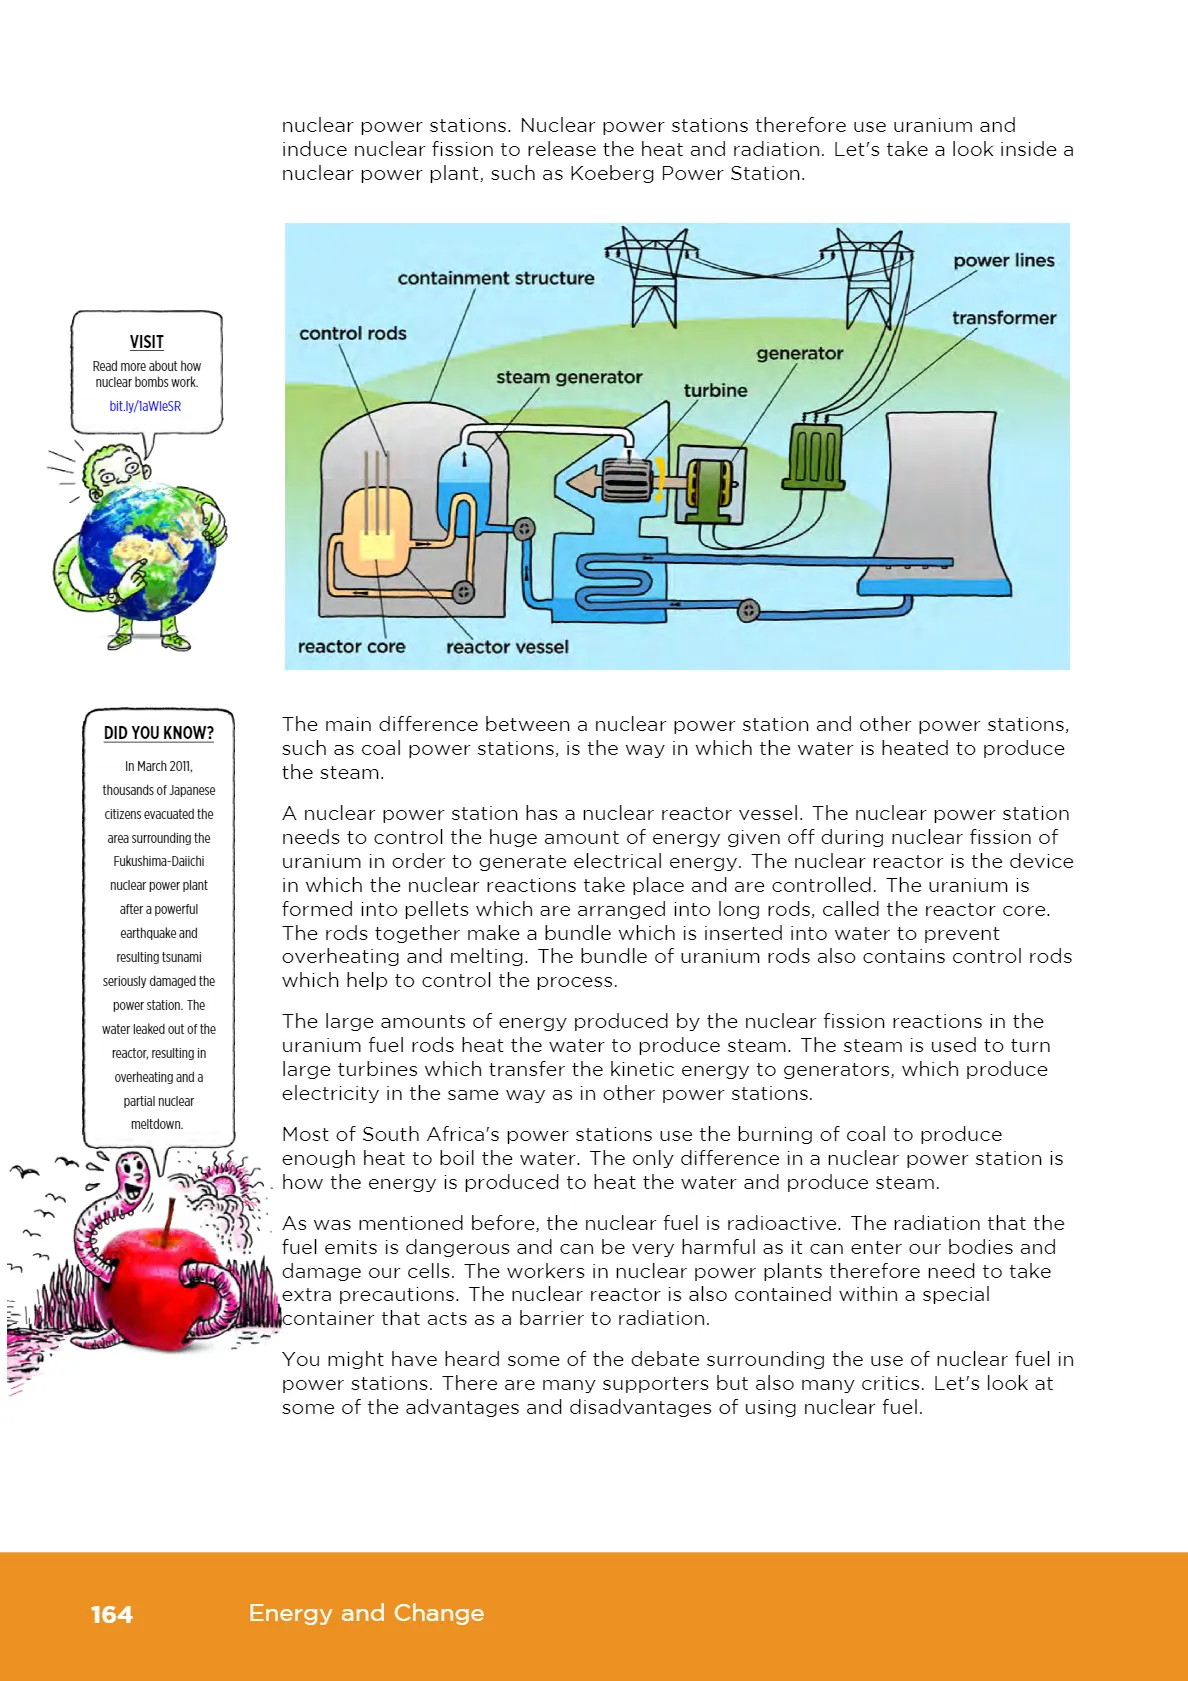 nuclear power stations. Nuclear power stations therefore use uranium and
induce nuclear fission to release the heat and radiation. Let's take a look inside a
nuclear power plant, such as Koeberg Power Station.
power lines
containment structure
transformer
control rods
generator
steam generator
turbine
reactor core
reactor vessel
VISIT
Read more about how
nuclear bombs work.
bit.ly/1aWIeSR
DID YOU KNOW?
In March 2011,
thousands of Japanese
citizens evacuated the
area surrounding the
Fukushima-Daiichi
nuclear power plant
after a powerful
earthquake and
resulting tsunami
seriously damaged the
power station. The
water leaked out of the
reactor, resulting in
overheating and a
partial nuclear
meltdown.
The main difference between a nuclear power station and other power stations,
such as coal power stations, is the way in which the water is heated to produce
the steam.
A nuclear power station has a nuclear reactor vessel. The nuclear power station
needs to control the huge amount of energy given off during nuclear fission of
uranium in order to generate electrical energy. The nuclear reactor is the device
in which the nuclear reactions take place and are controlled. The uranium is
formed into pellets which are arranged into long rods, called the reactor core.
The rods together make a bundle which is inserted into water to prevent
overheating and melting. The bundle of uranium rods also contains control rods
which help to control the process.
The large amounts of energy produced by the nuclear fission reactions in the
uranium fuel rods heat the water to produce steam. The steam is used to turn
large turbines which transfer the kinetic energy to generators, which produce
electricity in the same way as in other power stations.
Most of South Africa's power stations use the burning of coal to produce
enough heat to boil the water. The only difference in a nuclear power station is
how the energy is produced to heat the water and produce steam.
As was mentioned before, the nuclear fuel is radioactive. The radiation that the
fuel emits is dangerous and can be very harmful as it can enter our bodies and
damage our cells. The workers in nuclear power plants therefore need to take
extra precautions. The nuclear reactor is also contained within a special
container that acts as a barrier to radiation.
You might have heard some of the debate surrounding the use of nuclear fuel in
power stations. There are many supporters but also many critics. Let's look at
some of the advantages and disadvantages of using nuclear fuel.
164
Energy and Change